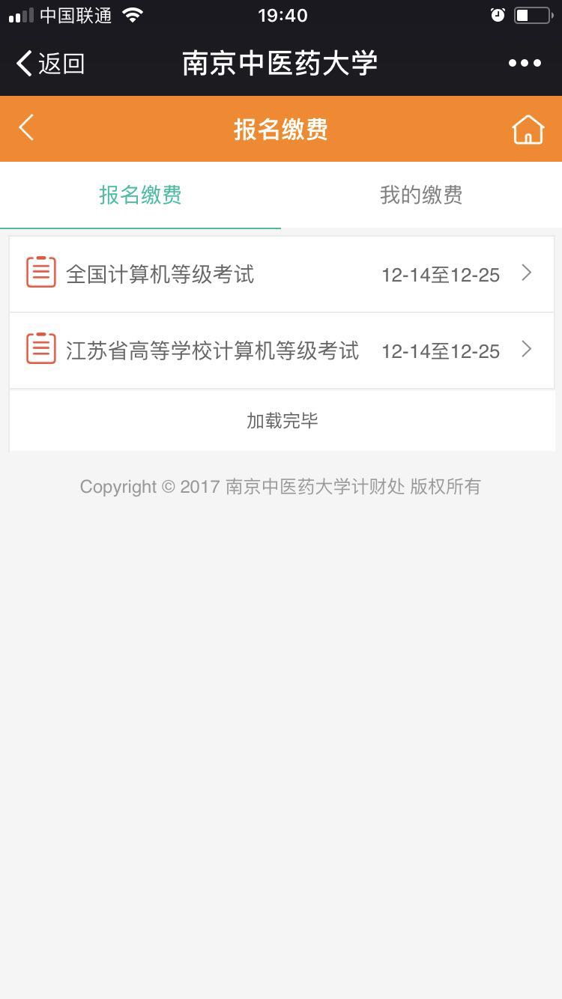 中国联通 19:40
返回 南京中医药大学
报名缴费
报名缴费 我的缴费
全国计算机等级考试 12-14至12-25
江苏省高等学校计算机等级考试 12-14至12-25
加载完毕
Copyright © 2017 南京中医药大学计财处 版权所有